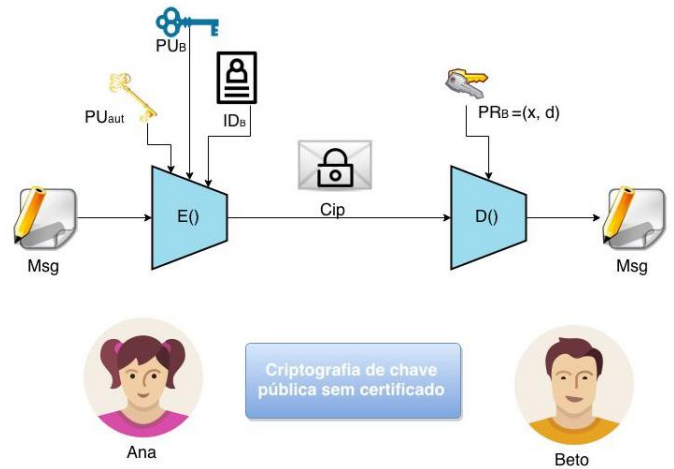 PUB
PUaut
IDB
PRB =(x, d)
E()
D()
Cip
Msg
Msg
Criptografia de chave
pública sem certificado
Ana
Beto